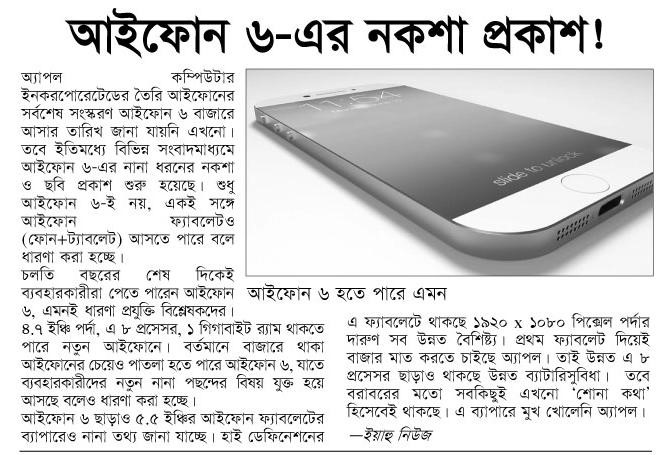 আইফোন ৬-এর নকশা প্রকাশ!
অ্যাপল কম্পিউটার
ইনকরপোরেটেডের তৈরি আইফোনের
সর্বশেষ সংস্করণ আইফোন ৬ বাজারে
আসার তারিখ জানা যায়নি এখনো।
তবে ইতিমধ্যে বিভিন্ন সংবাদমাধ্যমে
আইফোন ৬-এর নানা ধরনের নকশা
ও ছবি প্রকাশ শুরু হয়েছে। শুধু
আইফোন ৬-ই নয়, একই সঙ্গে
আইফোন ফ্যাবলেটও
(ফোন+ট্যাবলেট) আসতে পারে বলে
ধারণা করা হচ্ছে।
চলতি বছরের শেষ দিকেই
ব্যবহারকারীরা পেতে পারেন আইফোন
৬, এমনই ধারণা প্রযুক্তি বিশ্লেষকদের।
৪.৭ ইঞ্চি পর্দা, এ ৮ প্রসেসর, ১ গিগাবাইট র‍্যাম থাকতে
পারে নতুন আইফোনে। বর্তমানে বাজারে থাকা
আইফোনের চেয়েও পাতলা হতে পারে আইফোন ৬, যাতে
ব্যবহারকারীদের নতুন নানা পছন্দের বিষয় যুক্ত হয়ে
আসছে বলেও ধারণা করা হচ্ছে।
আইফোন ৬ ছাড়াও ৫.৫ ইঞ্চির আইফোন ফ্যাবলেটের
ব্যাপারেও নানা তথ্য জানা যাচ্ছে। হাই ডেফিনেশনের
11:54
slide to unlock
আইফোন ৬ হতে পারে এমন
এ ফ্যাবলেটে থাকছে ১৯২০ x ১০৮০ পিক্সেল পর্দার
দারুণ সব উন্নত বৈশিষ্ট্য। প্রথম ফ্যাবলেট দিয়েই
বাজার মাত করতে চাইছে অ্যাপল। তাই উন্নত এ ৮
প্রসেসর ছাড়াও থাকছে উন্নত ব্যাটারিসুবিধা। তবে
বরাবরের মতো সবকিছুই এখনো ‘শোনা কথা’
হিসেবেই থাকছে। এ ব্যাপারে মুখ খোলেনি অ্যাপল।
—ইয়াহু নিউজ